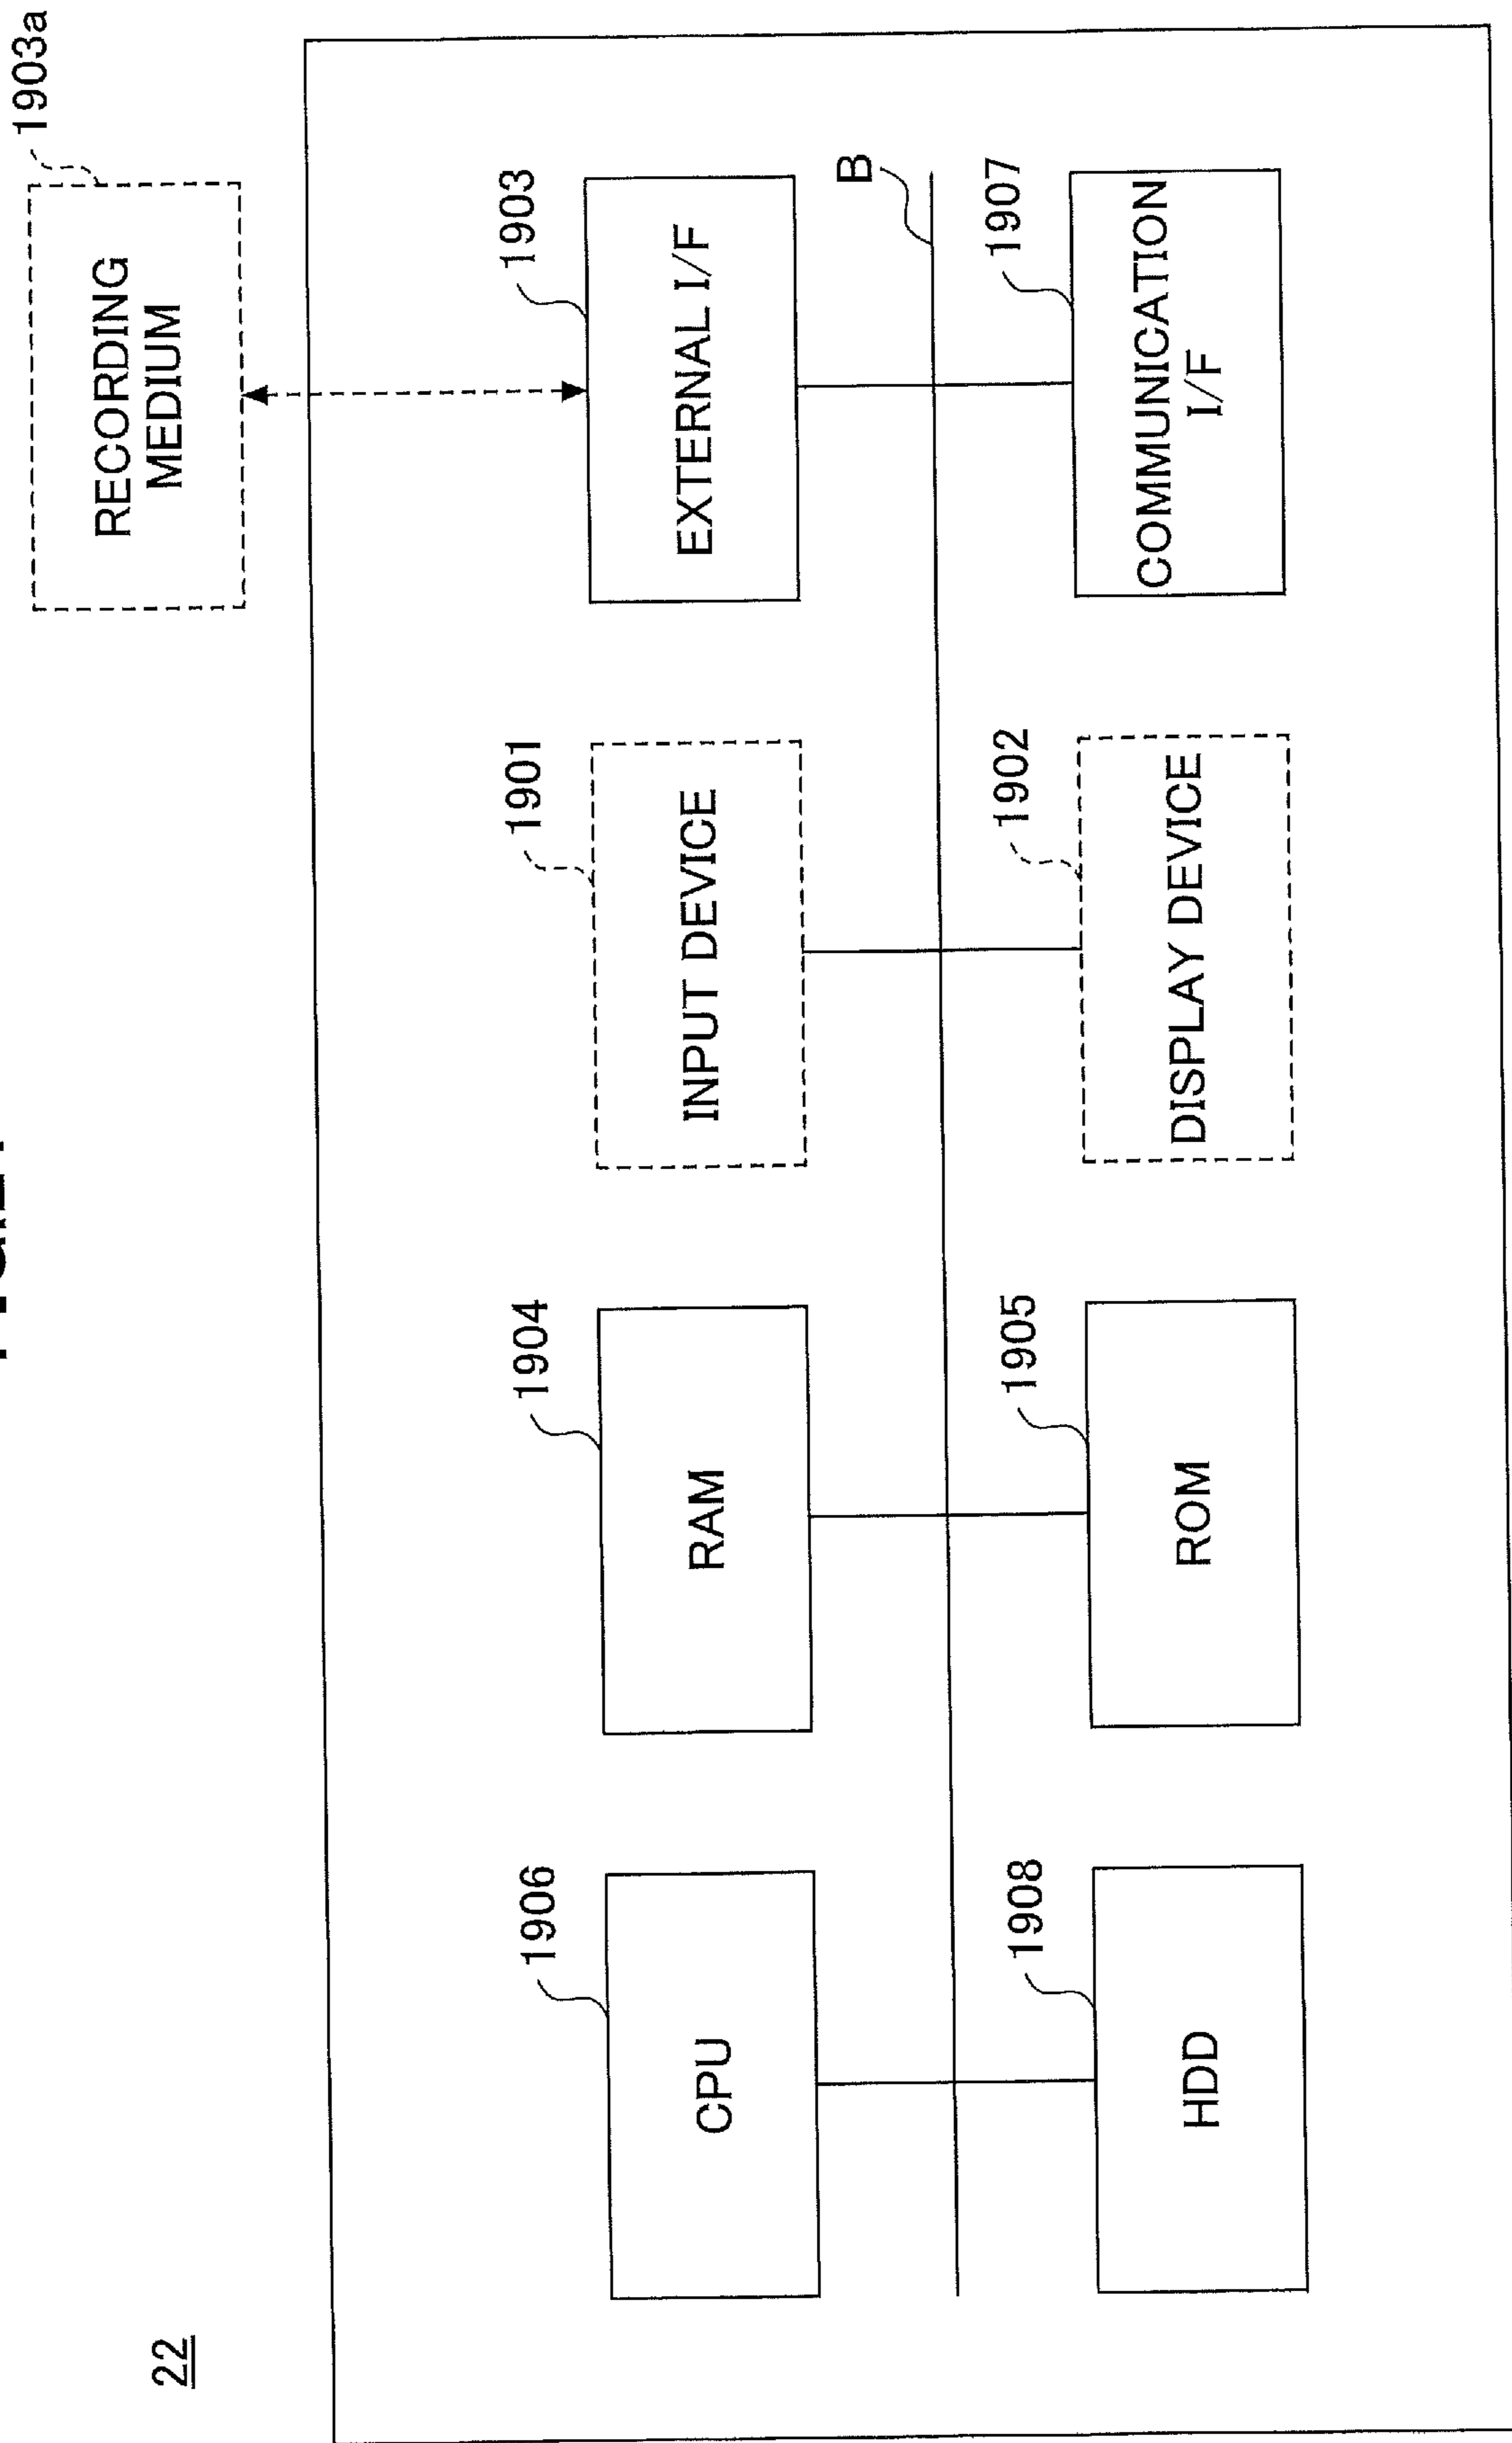 22
1903a
RECORDING
MEDIUM
1906
CPU
1904
RAM
1901
INPUT DEVICE
1903
EXTERNAL I/F
B
1908
HDD
1905
ROM
1902
DISPLAY DEVICE
1907
COMMUNICATION
I/F